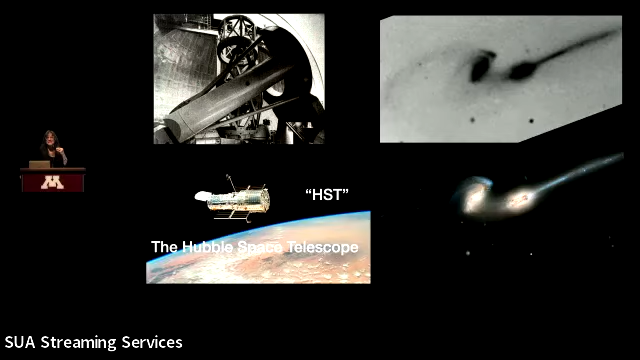 “HST”
The Hubble Space Telescope
M
SUA Streaming Services